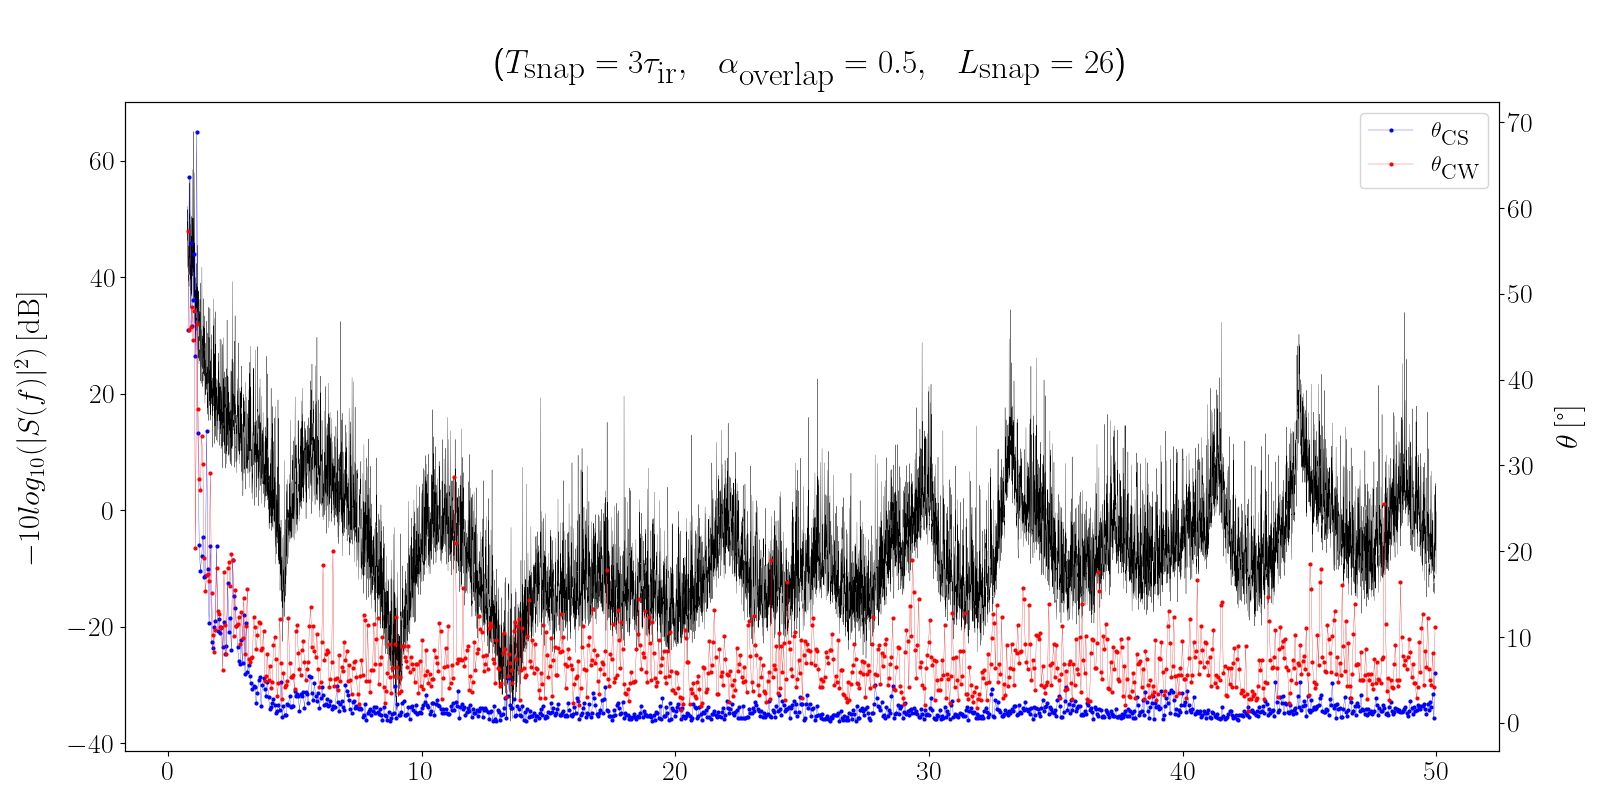 (T_snap = 3τ_ir,   α_overlap = 0.5,   L_snap = 26)
θ_CS
θ_CW
−10log₁₀(|S(f)|²) [dB]
60
40
20
0
−20
−40
70
60
50
40
30
20
10
0
θ [°]
0 10 20 30 40 50